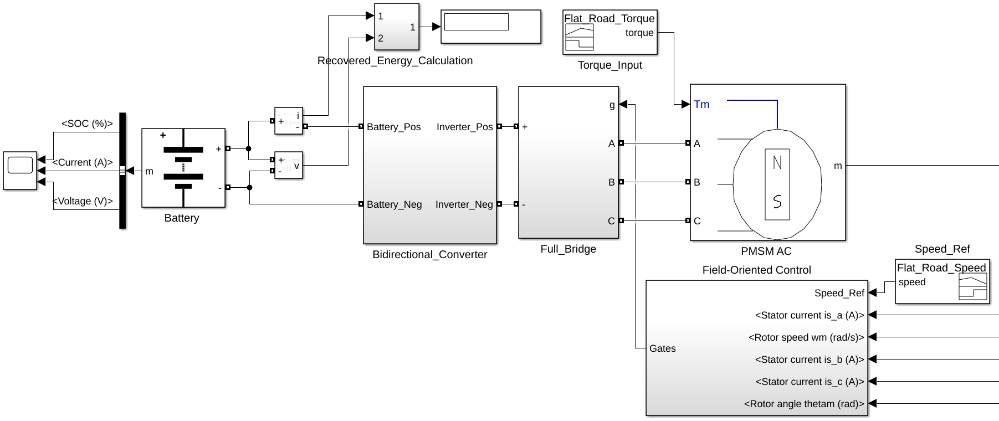 1
2
1
Recovered_Energy_Calculation
Flat_Road_Torque
torque
Torque_Input
<SOC (%)>
<Current (A)>
<Voltage (V)>
m
+
+
-
Battery
i
+
-
+
-
v
Battery_Pos
Inverter_Pos
Battery_Neg
Inverter_Neg
Bidirectional_Converter
g
+
A
B
-
C
Full_Bridge
Tm
A
B
C
N
S
m
PMSM AC
Speed_Ref
Flat_Road_Speed
speed
Field-Oriented Control
Speed_Ref
<Stator current is_a (A)>
<Rotor speed wm (rad/s)>
Gates
<Stator current is_b (A)>
<Stator current is_c (A)>
<Rotor angle thetam (rad)>